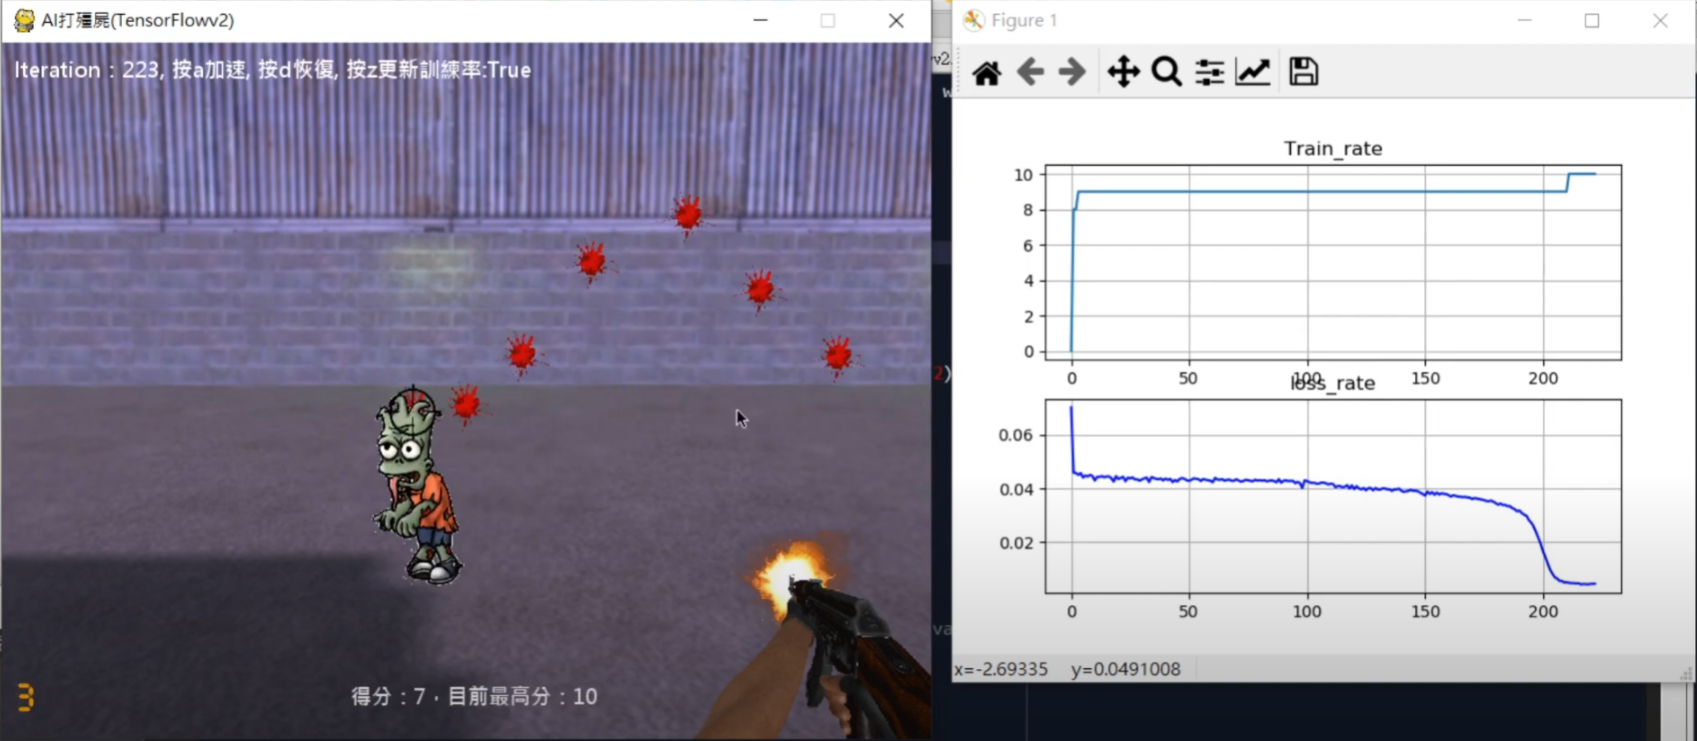 AI打殭屍(TensorFlowv2)
Iteration：223, 按a加速, 按d恢復, 按z更新訓練率:True
3
得分：7，目前最高分：10
v2
w
2)
va
Figure 1
Train_rate
10
8
6
4
2
0
0 50 100 150 200
loss_rate
0.06
0.04
0.02
0 50 100 150 200
x=-2.69335 y=0.0491008